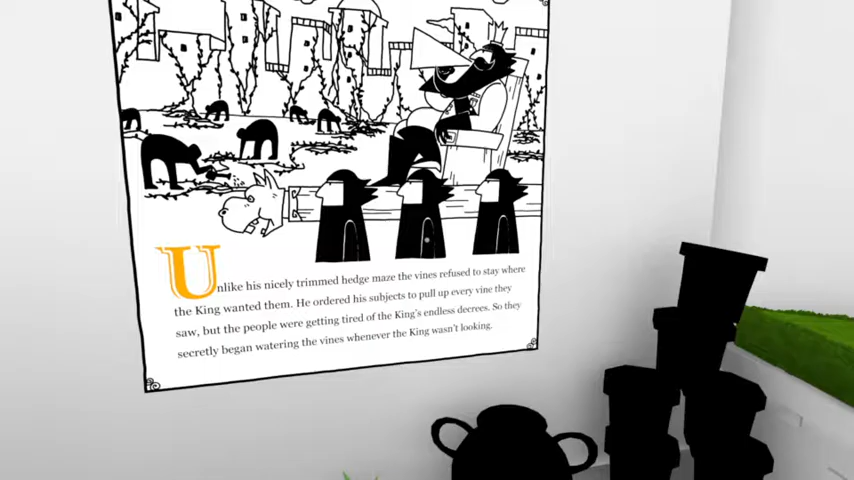 Unlike his nicely trimmed hedge maze the vines refused to stay where
the King wanted them. He ordered his subjects to pull up every vine they
saw, but the people were getting tired of the King's endless decrees. So they
secretly began watering the vines whenever the King wasn't looking.